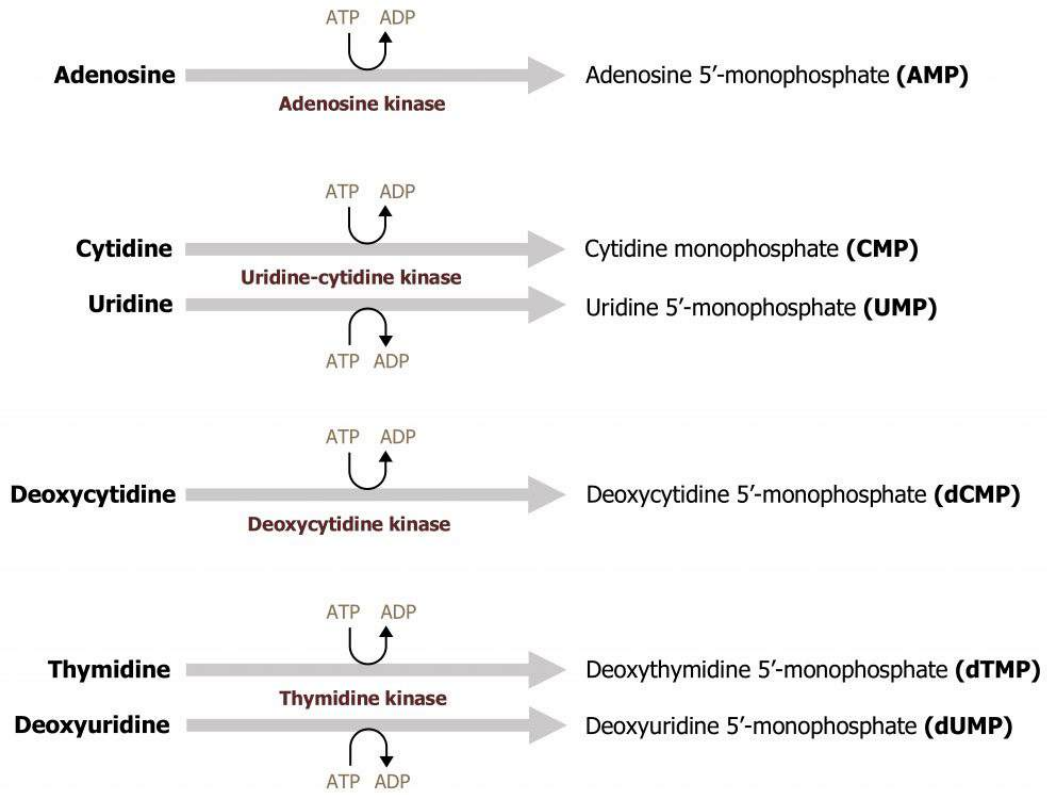 ATP ADP
Adenosine Adenosine 5′-monophosphate (AMP)
Adenosine kinase
ATP ADP
Cytidine Cytidine monophosphate (CMP)
Uridine-cytidine kinase
Uridine Uridine 5′-monophosphate (UMP)
ATP ADP
ATP ADP
Deoxycytidine Deoxycytidine 5′-monophosphate (dCMP)
Deoxycytidine kinase
ATP ADP
Thymidine Deoxythymidine 5′-monophosphate (dTMP)
Thymidine kinase
Deoxyuridine Deoxyuridine 5′-monophosphate (dUMP)
ATP ADP